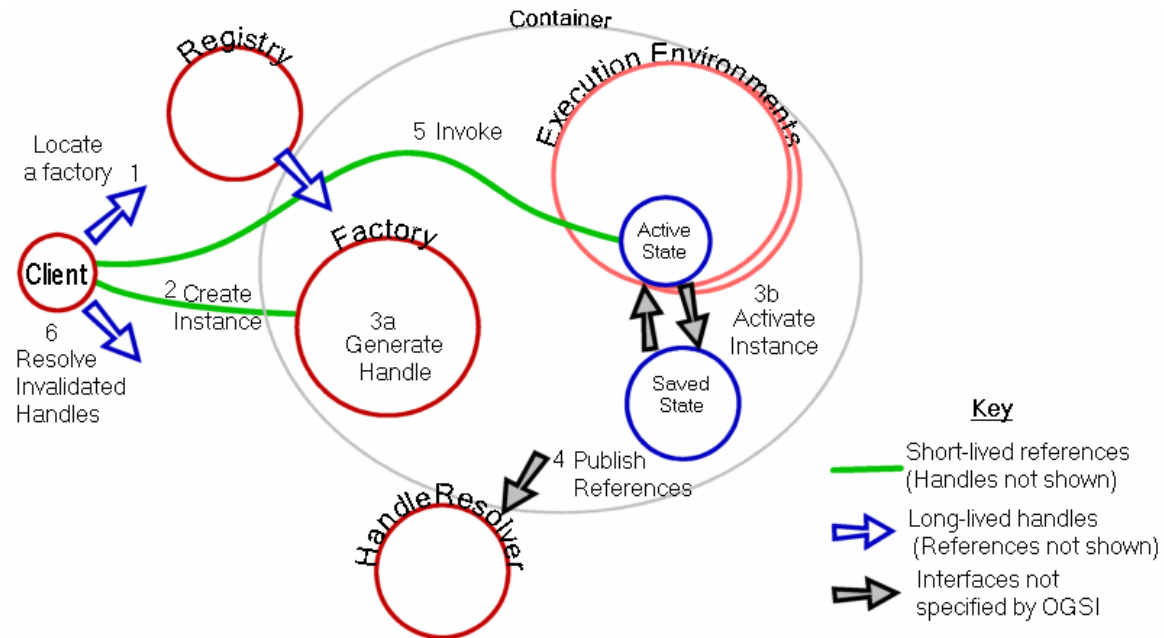 Container
Registry
Execution Environments
Locate
a factory 1
5 Invoke
Factory
Active
State
Client
2 Create
Instance
3a
Generate
Handle
3b
Activate
Instance
6
Resolve
Invalidated
Handles
Saved
State
4 Publish
References
HandleResolver
Key
Short-lived references
(Handles not shown)
Long-lived handles
(References not shown)
Interfaces not
specified by OGSI